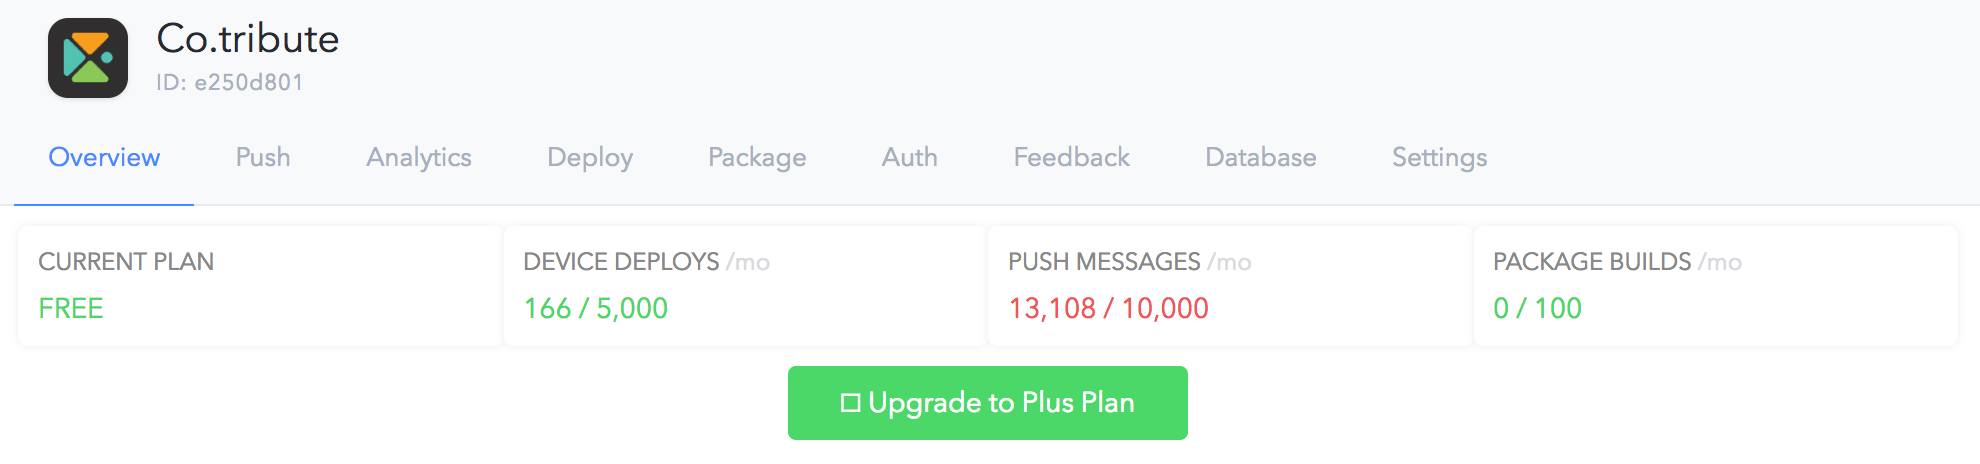 Co.tribute
ID: e250d801
Overview Push Analytics Deploy Package Auth Feedback Database Settings
CURRENT PLAN
FREE
DEVICE DEPLOYS /mo
166 / 5,000
PUSH MESSAGES /mo
13,108 / 10,000
PACKAGE BUILDS /mo
0 / 100
Upgrade to Plus Plan